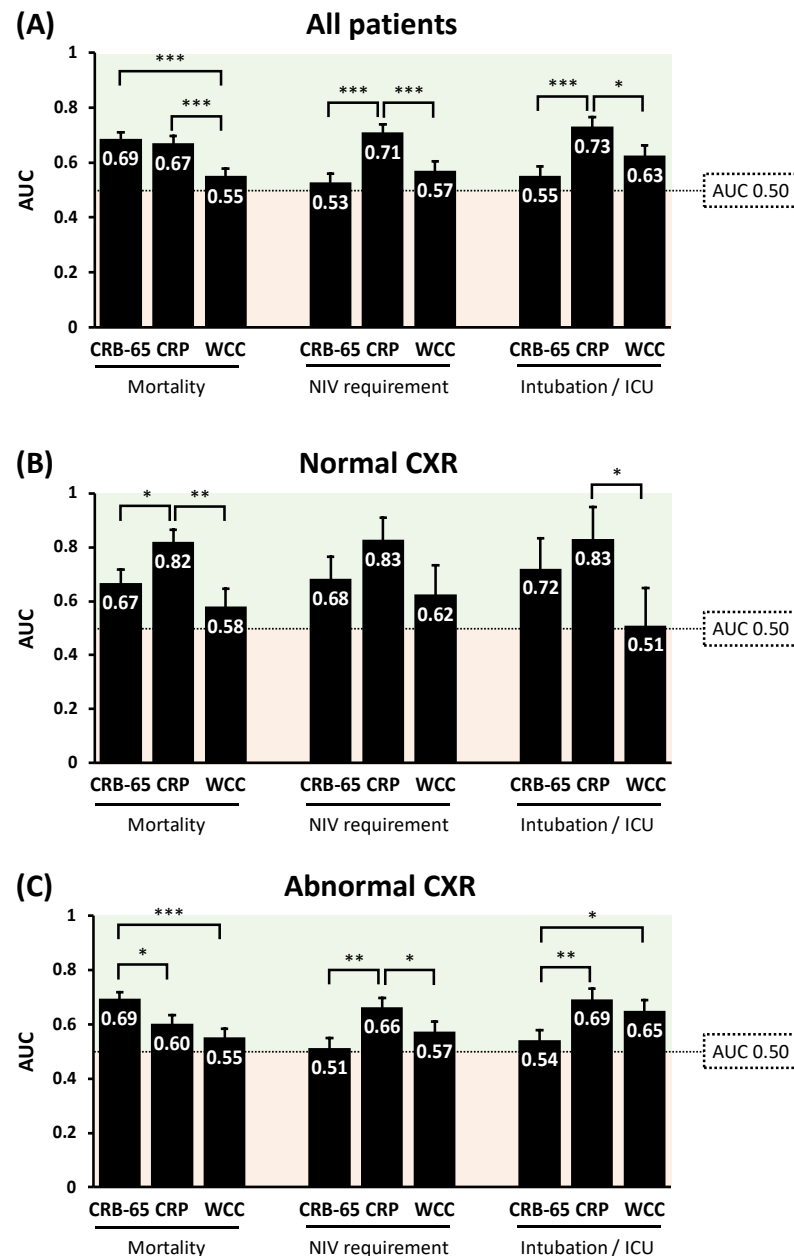 (A) All patients
1
*** *** *** *** *
***
0.8
0.69 0.67 0.55 0.53 0.71 0.57 0.55 0.73 0.63
0.6
AUC
AUC 0.50
0.4
0.2
0
CRB-65 CRP WCC CRB-65 CRP WCC CRB-65 CRP WCC
Mortality NIV requirement Intubation / ICU
(B) Normal CXR
*
1
* **
0.8
0.67 0.82 0.58 0.68 0.83 0.62 0.72 0.83 0.51
0.6
AUC
AUC 0.50
0.4
0.2
0
CRB-65 CRP WCC CRB-65 CRP WCC CRB-65 CRP WCC
Mortality NIV requirement Intubation / ICU
(C) Abnormal CXR
1
*** *
* ** * **
0.8
0.69 0.60 0.55 0.51 0.66 0.57 0.54 0.69 0.65
0.6
AUC
AUC 0.50
0.4
0.2
0
CRB-65 CRP WCC CRB-65 CRP WCC CRB-65 CRP WCC
Mortality NIV requirement Intubation / ICU